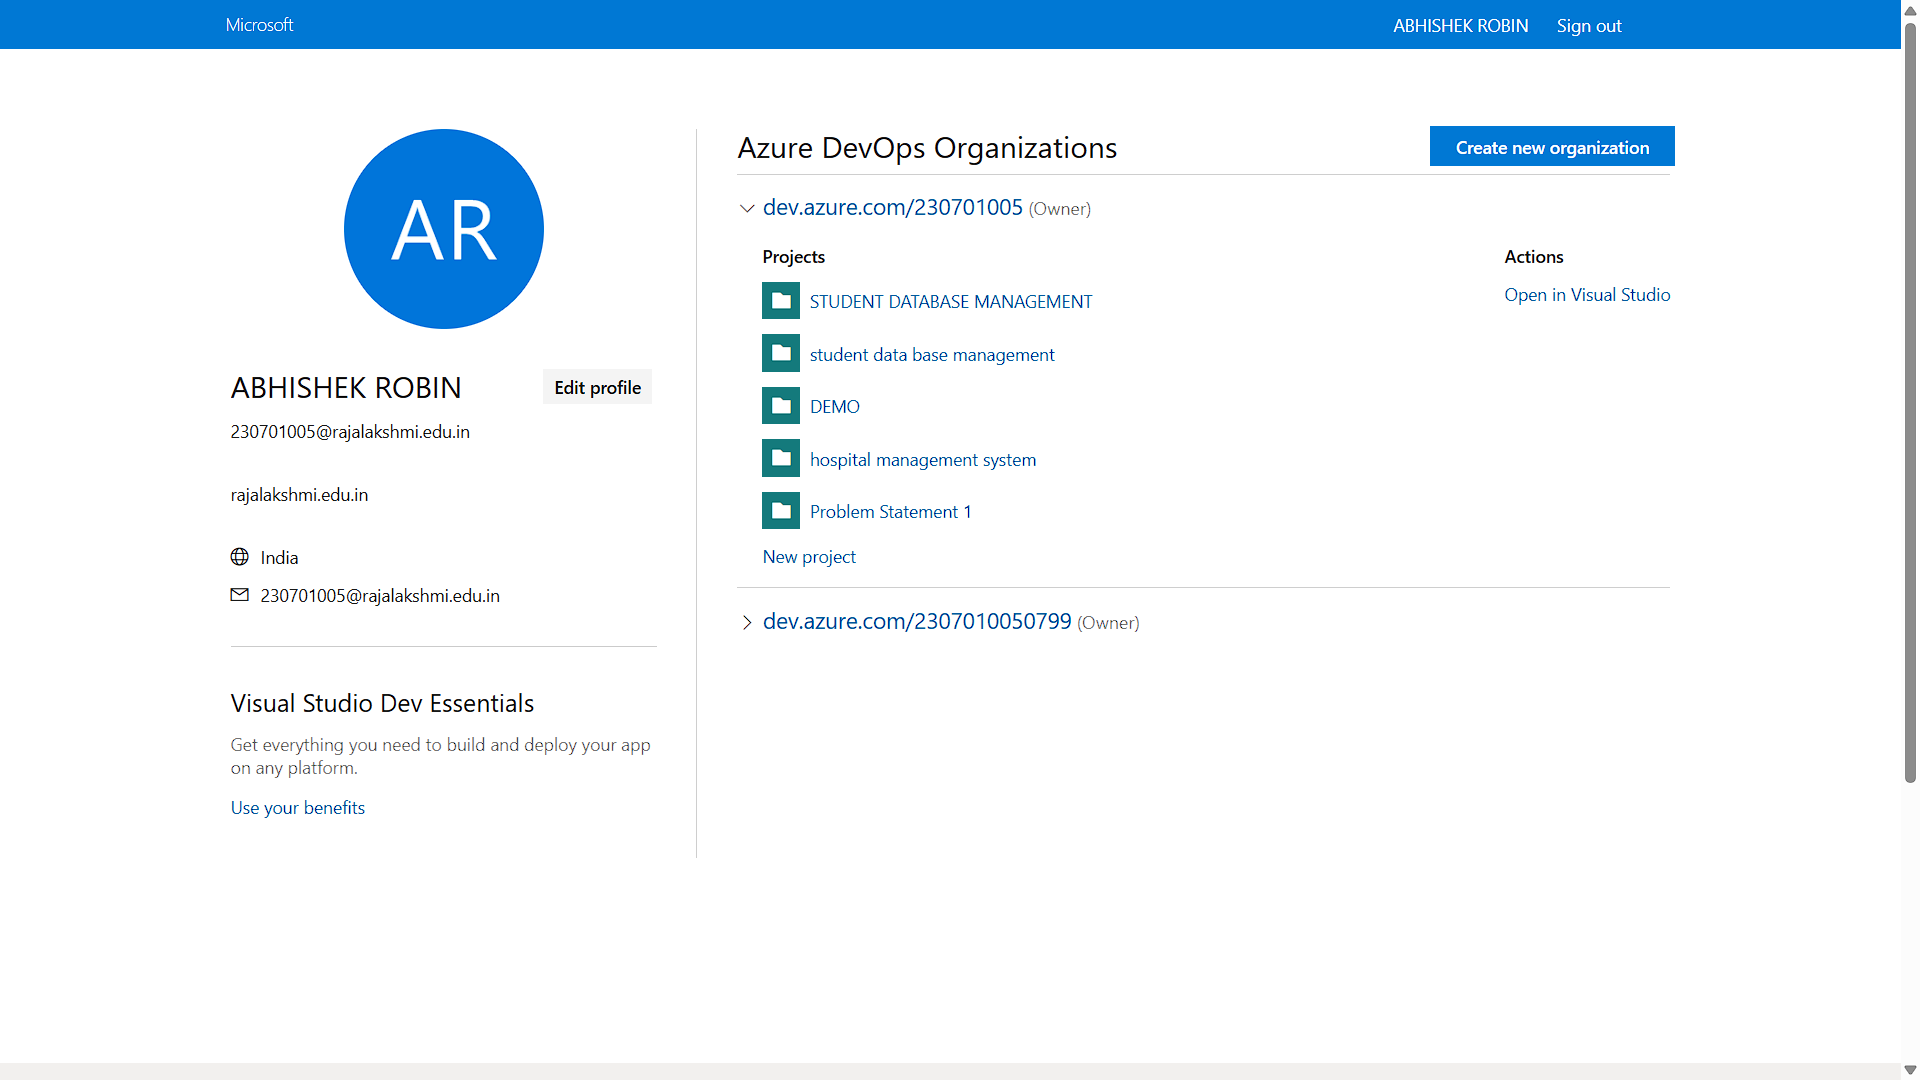 Microsoft
ABHISHEK ROBIN Sign out
AR
ABHISHEK ROBIN
Edit profile
230701005@rajalakshmi.edu.in
rajalakshmi.edu.in
India
230701005@rajalakshmi.edu.in
Visual Studio Dev Essentials
Get everything you need to build and deploy your app
on any platform.
Use your benefits
Azure DevOps Organizations
Create new organization
dev.azure.com/230701005 (Owner)
Projects
STUDENT DATABASE MANAGEMENT
student data base management
DEMO
hospital management system
Problem Statement 1
New project
Actions
Open in Visual Studio
dev.azure.com/2307010050799 (Owner)